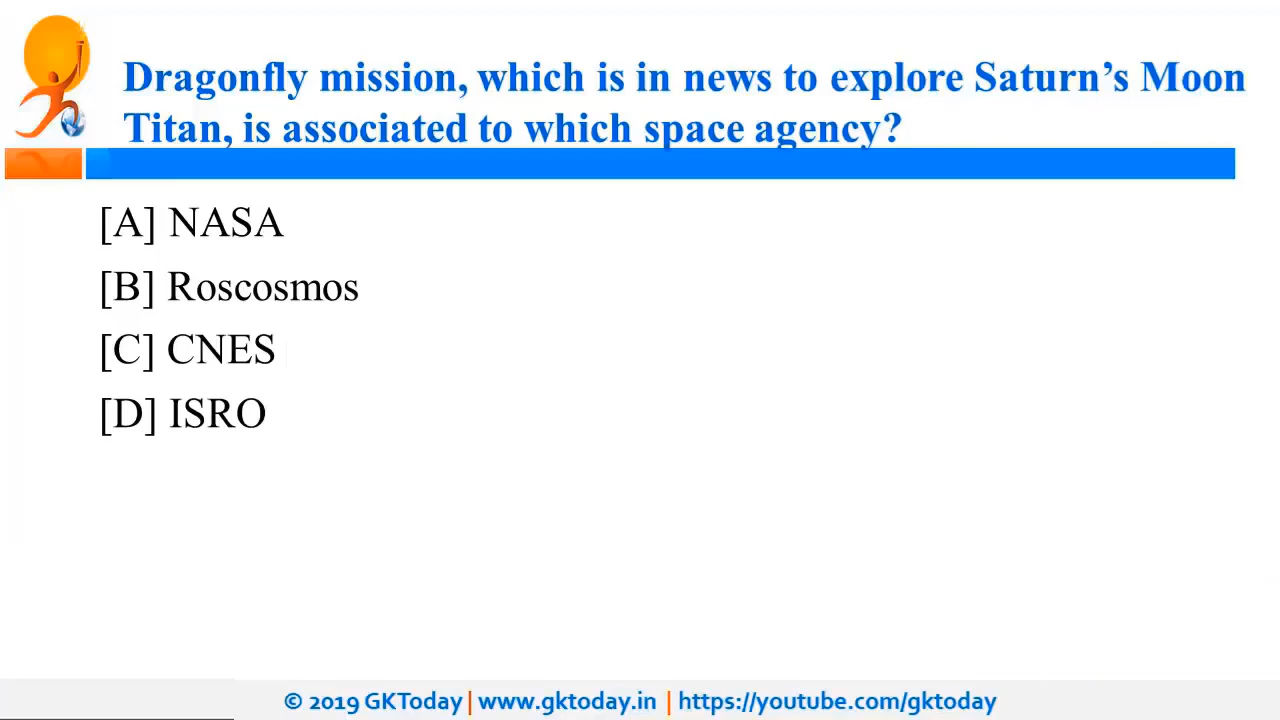 Dragonfly mission, which is in news to explore Saturn’s Moon
Titan, is associated to which space agency?
[A] NASA
[B] Roscosmos
[C] CNES
[D] ISRO
© 2019 GKToday | www.gktoday.in | https://youtube.com/gktoday